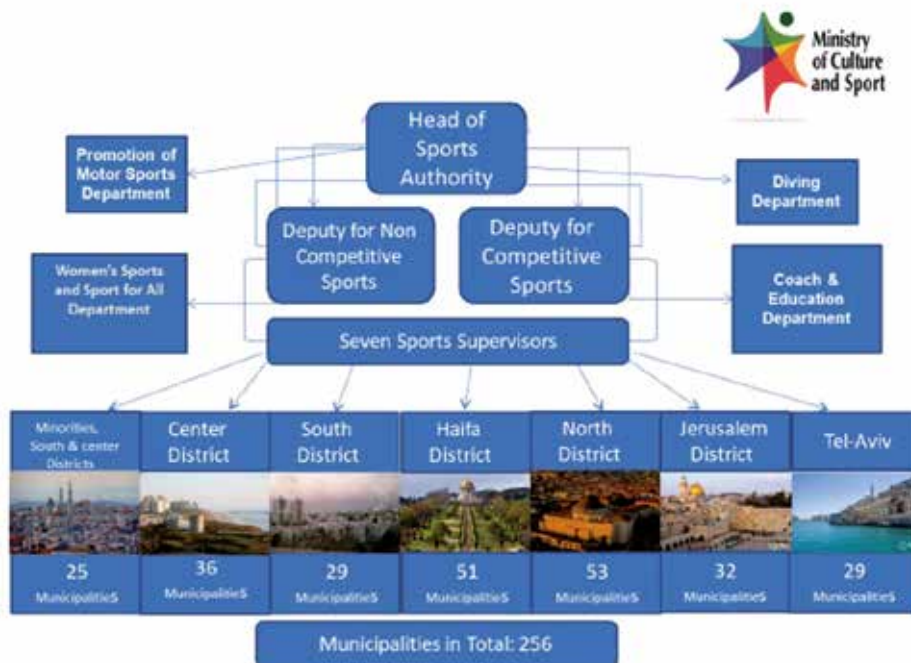 Ministry
of Culture
and Sport
Head of
Sports
Authority
Promotion of
Motor Sports
Department
Diving
Department
Deputy for Non
Competitive
Sports
Deputy for
Competitive
Sports
Women's Sports
and Sport for All
Department
Coach &
Education
Department
Seven Sports Supervisors
Minorities,
South & center
Districts
Center
District
South
District
Haifa
District
North
District
Jerusalem
District
Tel-Aviv
25
MunicipalitieS
36
MunicipalitieS
29
MunicipalitieS
51
MunicipalitieS
53
MunicipalitieS
32
MunicipalitieS
29
MunicipalitieS
Municipalities in Total: 256